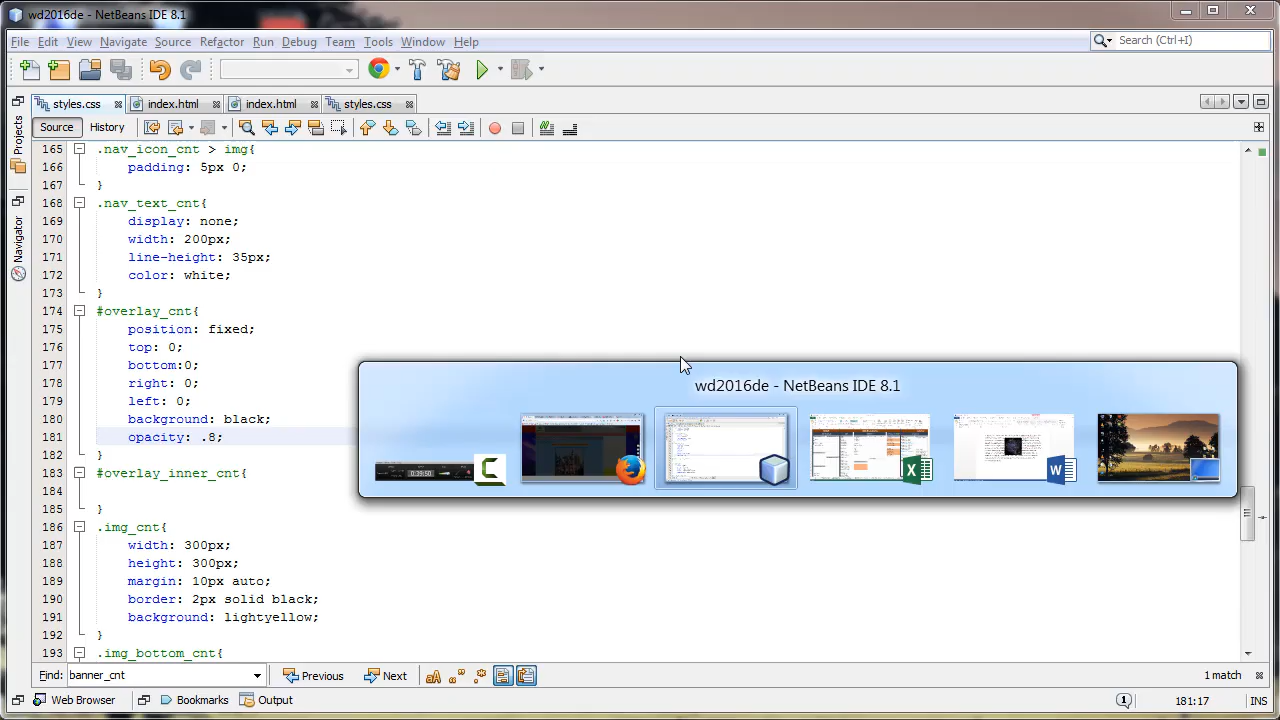 wd2016de - NetBeans IDE 8.1
File Edit View Navigate Source Refactor Run Debug Team Tools Window Help
Search (Ctrl+I)
styles.css index.html index.html styles.css
Source History
Projects
Navigator
165 .nav_icon_cnt > img{
166 padding: 5px 0;
167 }
168 .nav_text_cnt{
169 display: none;
170 width: 200px;
171 line-height: 35px;
172 color: white;
173 }
174 #overlay_cnt{
175 position: fixed;
176 top: 0;
177 bottom:0;
178 right: 0;
179 left: 0;
180 background: black;
181 opacity: .8;
182 }
183 #overlay_inner_cnt{
184
185 }
186 .img_cnt{
187 width: 300px;
188 height: 300px;
189 margin: 10px auto;
190 border: 2px solid black;
191 background: lightyellow;
192 }
193 .img_bottom_cnt{
wd2016de - NetBeans IDE 8.1
Find: banner_cnt Previous Next 1 match
Web Browser Bookmarks Output 181:17 INS